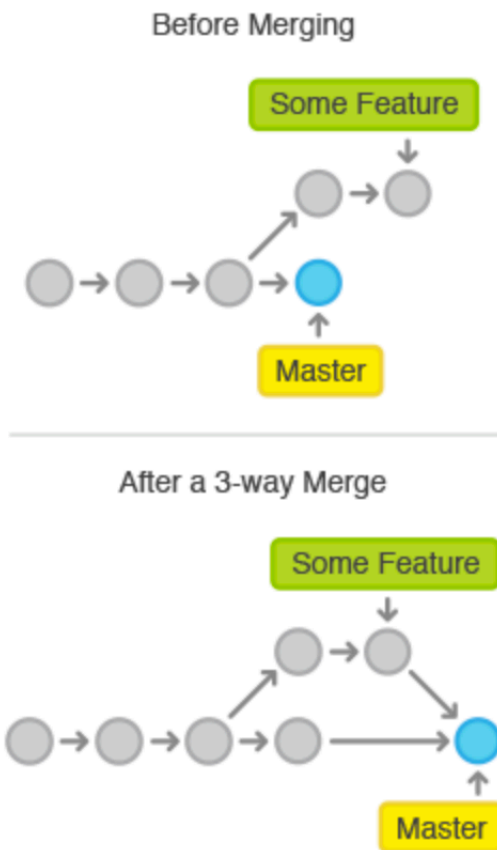 Before Merging
Some Feature
Master
After a 3-way Merge
Some Feature
Master